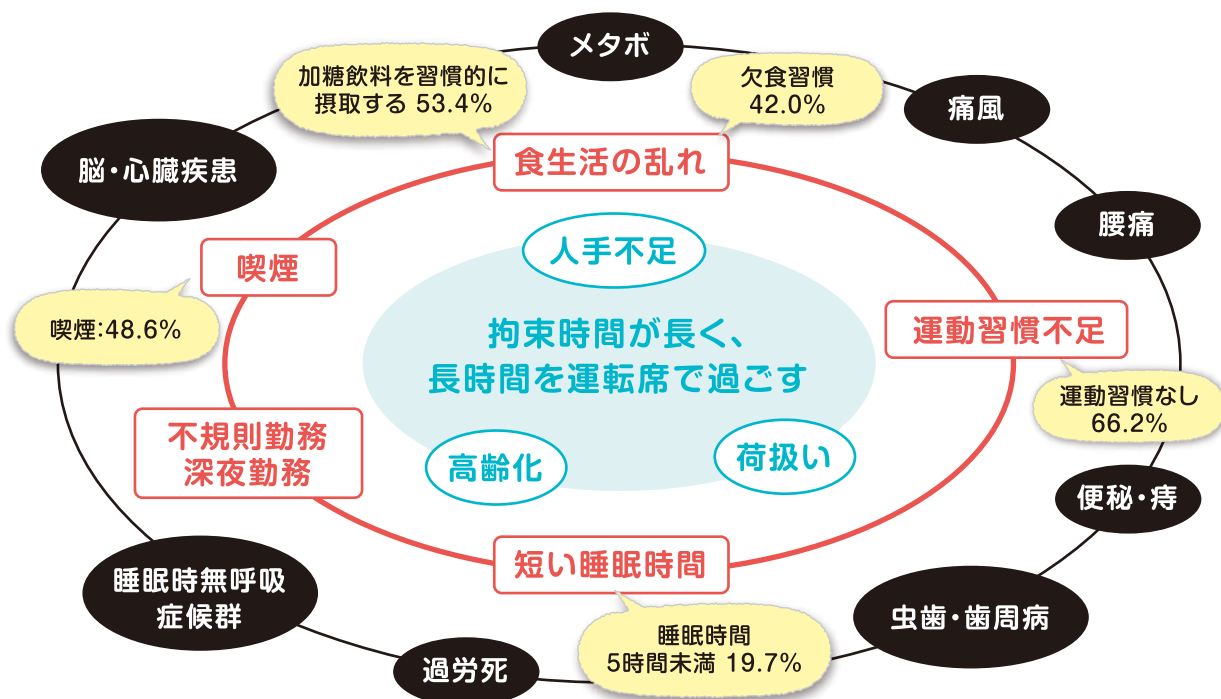 メタボ
加糖飲料を習慣的に
摂取する 53.4%
欠食習慣
42.0%
痛風
脳・心臓疾患
食生活の乱れ
腰痛
人手不足
喫煙
喫煙:48.6%
拘束時間が長く、
長時間を運転席で過ごす
運動習慣不足
運動習慣なし
66.2%
不規則勤務
深夜勤務
高齢化
荷扱い
便秘・痔
短い睡眠時間
睡眠時無呼吸
症候群
虫歯・歯周病
睡眠時間
5時間未満 19.7%
過労死